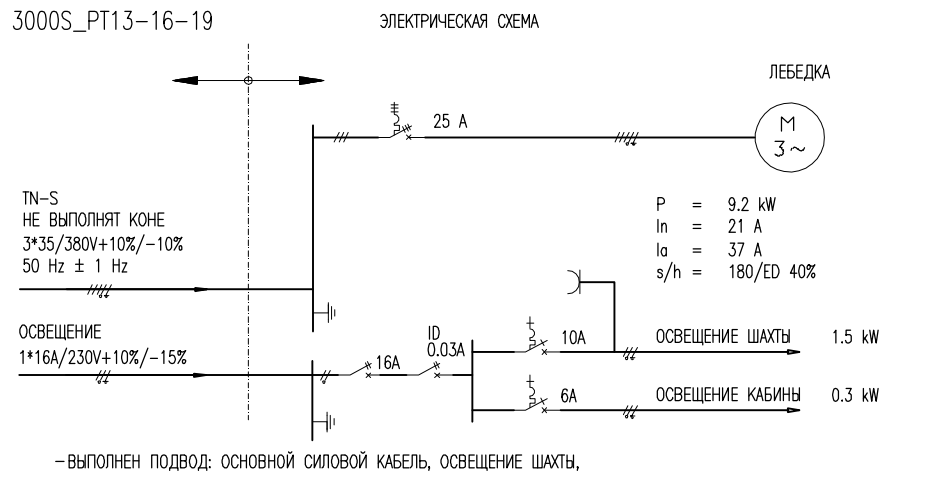 3000S_PT13-16-19
ЭЛЕКТРИЧЕСКАЯ СХЕМА
ЛЕБЕДКА
25 A
M
3~
TN-S
НЕ ВЫПОЛНЯТ КОНЕ
3*35/380V+10%/-10%
50 Hz ± 1 Hz
P = 9.2 kW
In = 21 A
Ia = 37 A
s/h = 180/ED 40%
ОСВЕЩЕНИЕ
1*16A/230V+10%/-15%
16A
ID
0.03A
10A
ОСВЕЩЕНИЕ ШАХТЫ 1.5 kW
6A
ОСВЕЩЕНИЕ КАБИНЫ 0.3 kW
-ВЫПОЛНЕН ПОДВОД: ОСНОВНОЙ СИЛОВОЙ КАБЕЛЬ, ОСВЕЩЕНИЕ ШАХТЫ,